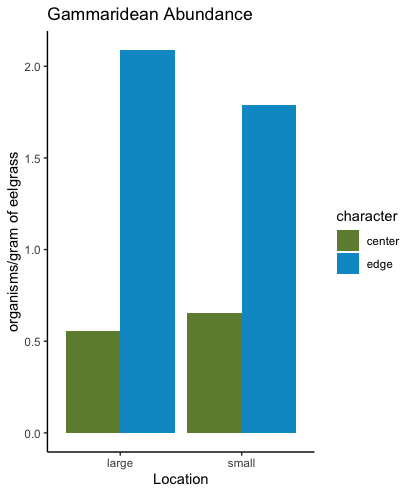 Gammaridean Abundance
organisms/gram of eelgrass
2.0
1.5
1.0
0.5
0.0
large
small
Location
character
center
edge